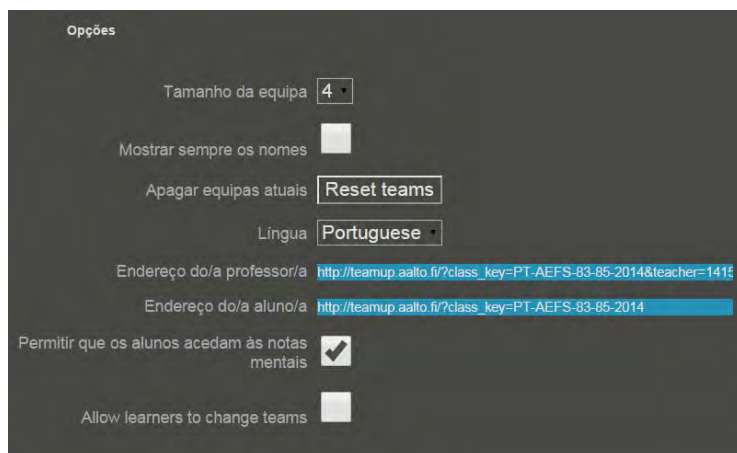 Opções
Tamanho da equipa 4
Mostrar sempre os nomes
Apagar equipas atuais Reset teams
Língua Portuguese
Endereço do/a professor/a http://teamup.aalto.fi/?class_key=PT-AEFS-83-85-2014&teacher=1415
Endereço do/a aluno/a http://teamup.aalto.fi/?class_key=PT-AEFS-83-85-2014
Permitir que os alunos acedam às notas
mentais
Allow learners to change teams